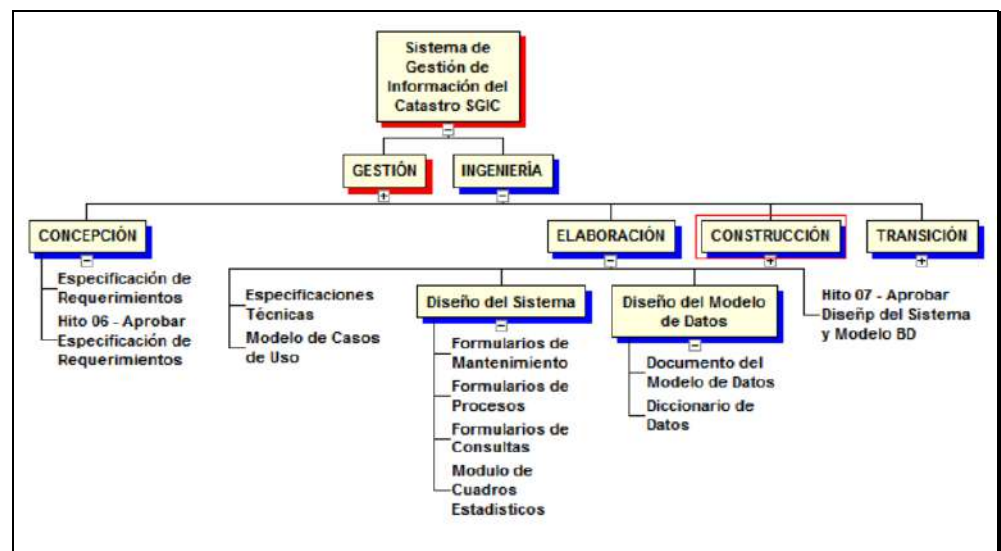 Sistema de
Gestión de
Información del
Catastro SGIC
GESTIÓN
INGENIERÍA
CONCEPCIÓN
ELABORACIÓN
CONSTRUCCIÓN
TRANSICIÓN
Especificación de
Requerimientos
Hito 06 - Aprobar
Especificación de
Requerimientos
Especificaciones
Técnicas
Modelo de Casos
de Uso
Diseño del Sistema
Formularios de
Mantenimiento
Formularios de
Procesos
Formularios de
Consultas
Modulo de
Cuadros
Estadisticos
Diseño del Modelo
de Datos
Documento del
Modelo de Datos
Diccionario de
Datos
Hito 07 - Aprobar
Diseñp del Sistema
y Modelo BD